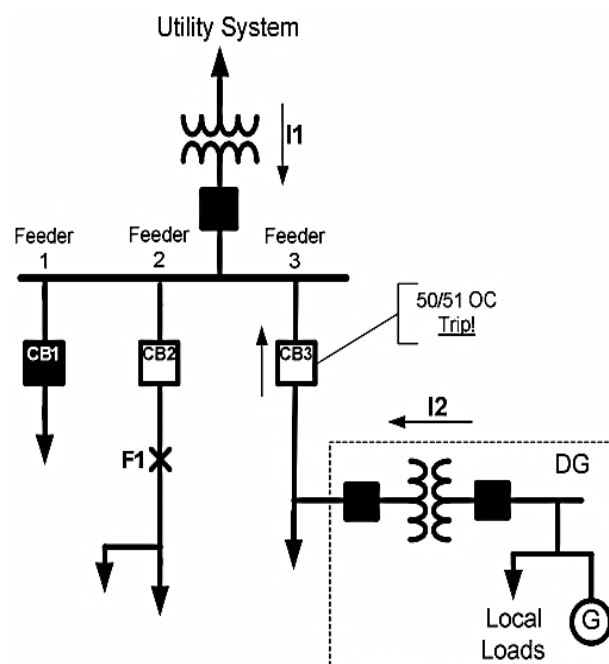 Utility System
I1
Feeder
1
Feeder
2
Feeder
3
50/51 OC
Trip!
CB1
CB2
CB3
I2
F1
DG
Local
Loads
G